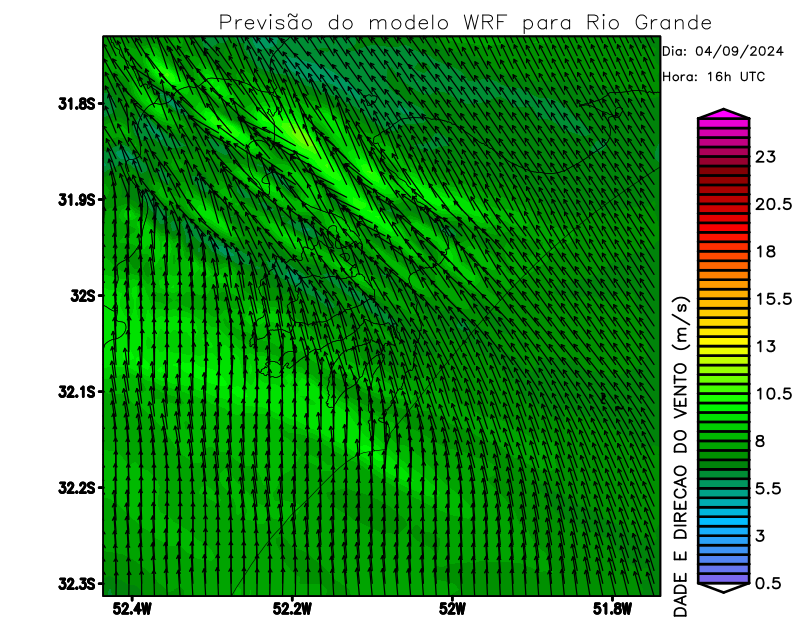 Previsão do modelo WRF para Rio Grande
Dia: 04/09/2024
Hora: 16h UTC
31.8S
31.9S
32S
32.1S
32.2S
32.3S
52.4W
52.2W
52W
51.8W
23
20.5
18
15.5
13
10.5
8
5.5
3
0.5
DADE E DIRECAO DO VENTO (m/s)